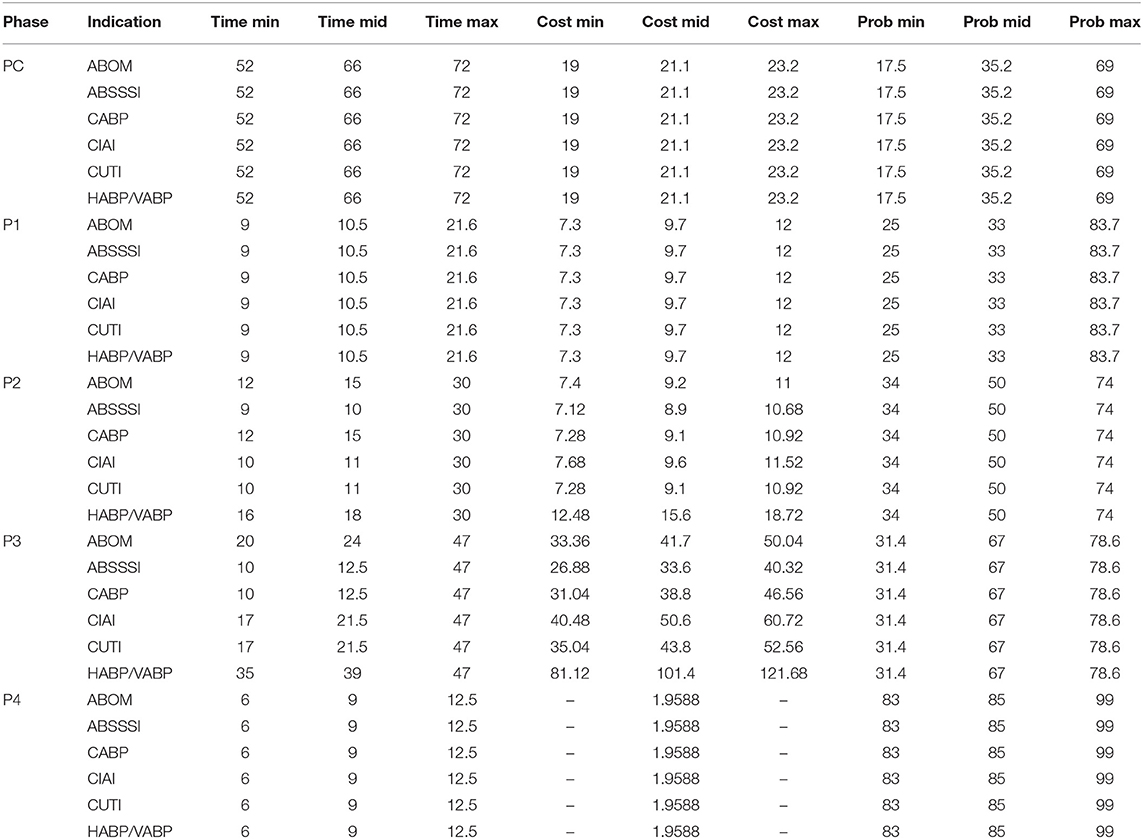 Phase Indication Time min Time mid Time max Cost min Cost mid Cost max Prob min Prob mid Prob max
PC ABOM 52 66 72 19 21.1 23.2 17.5 35.2 69
ABSSSI 52 66 72 19 21.1 23.2 17.5 35.2 69
CABP 52 66 72 19 21.1 23.2 17.5 35.2 69
CIAI 52 66 72 19 21.1 23.2 17.5 35.2 69
CUTI 52 66 72 19 21.1 23.2 17.5 35.2 69
HABP/VABP 52 66 72 19 21.1 23.2 17.5 35.2 69
P1 ABOM 9 10.5 21.6 7.3 9.7 12 25 33 83.7
ABSSSI 9 10.5 21.6 7.3 9.7 12 25 33 83.7
CABP 9 10.5 21.6 7.3 9.7 12 25 33 83.7
CIAI 9 10.5 21.6 7.3 9.7 12 25 33 83.7
CUTI 9 10.5 21.6 7.3 9.7 12 25 33 83.7
HABP/VABP 9 10.5 21.6 7.3 9.7 12 25 33 83.7
P2 ABOM 12 15 30 7.4 9.2 11 34 50 74
ABSSSI 9 10 30 7.12 8.9 10.68 34 50 74
CABP 12 15 30 7.28 9.1 10.92 34 50 74
CIAI 10 11 30 7.68 9.6 11.52 34 50 74
CUTI 10 11 30 7.28 9.1 10.92 34 50 74
HABP/VABP 16 18 30 12.48 15.6 18.72 34 50 74
P3 ABOM 20 24 47 33.36 41.7 50.04 31.4 67 78.6
ABSSSI 10 12.5 47 26.88 33.6 40.32 31.4 67 78.6
CABP 10 12.5 47 31.04 38.8 46.56 31.4 67 78.6
CIAI 17 21.5 47 40.48 50.6 60.72 31.4 67 78.6
CUTI 17 21.5 47 35.04 43.8 52.56 31.4 67 78.6
HABP/VABP 35 39 47 81.12 101.4 121.68 31.4 67 78.6
P4 ABOM 6 9 12.5 – 1.9588 – 83 85 99
ABSSSI 6 9 12.5 – 1.9588 – 83 85 99
CABP 6 9 12.5 – 1.9588 – 83 85 99
CIAI 6 9 12.5 – 1.9588 – 83 85 99
CUTI 6 9 12.5 – 1.9588 – 83 85 99
HABP/VABP 6 9 12.5 – 1.9588 – 83 85 99